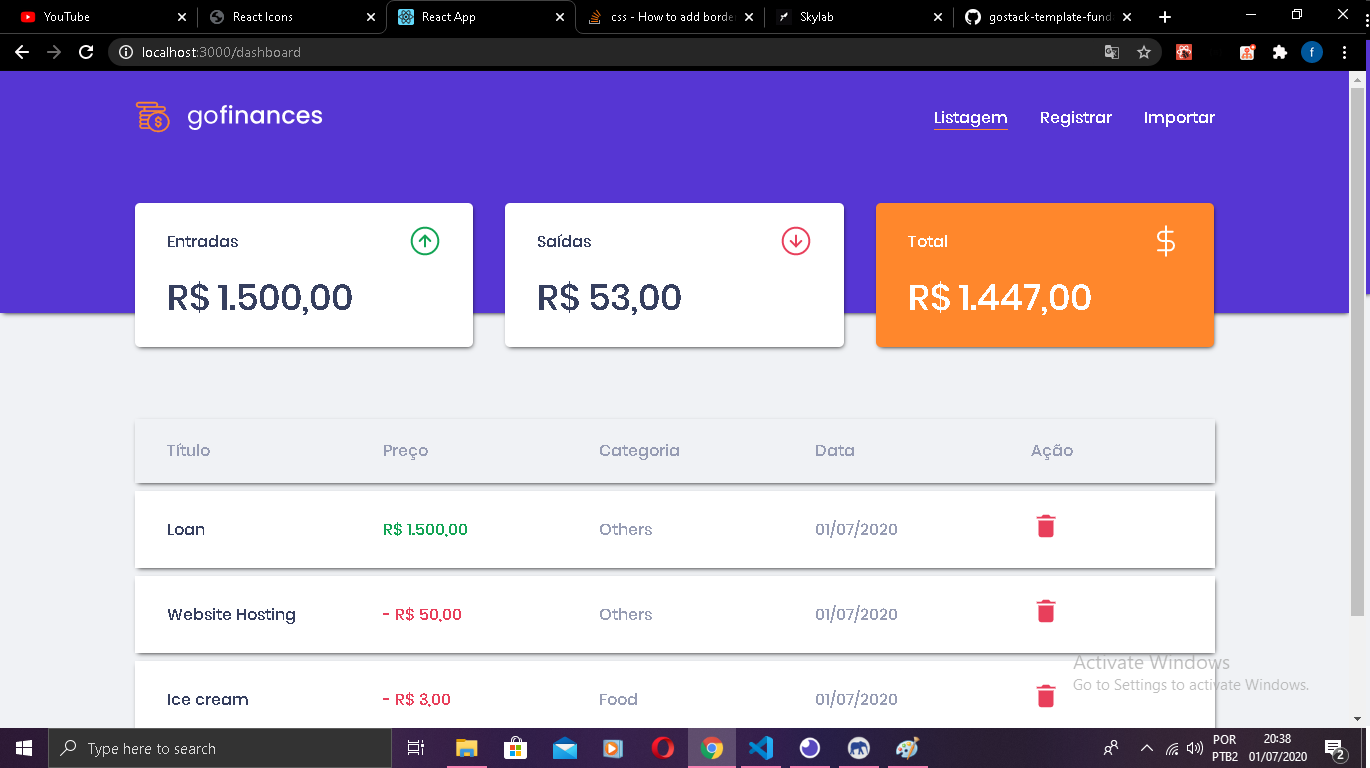 YouTube
React Icons
React App
css - How to add borde
Skylab
gostack-template-fund
localhost:3000/dashboard
f
gofinances
Listagem
Registrar
Importar
Entradas
R$ 1.500,00
Saídas
R$ 53,00
Total
R$ 1.447,00
Título Preço Categoria Data Ação
Loan R$ 1.500,00 Others 01/07/2020
Website Hosting - R$ 50,00 Others 01/07/2020
Ice cream - R$ 3,00 Food 01/07/2020
Activate Windows
Go to Settings to activate Windows.
Type here to search
POR
PTB2
20:38
01/07/2020
2